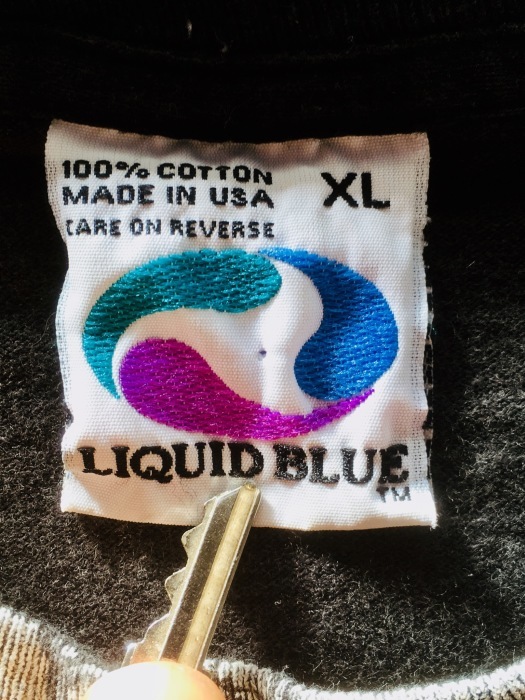 100% COTTON
MADE IN USA
XL
CARE ON REVERSE
LIQUID BLUE
TM